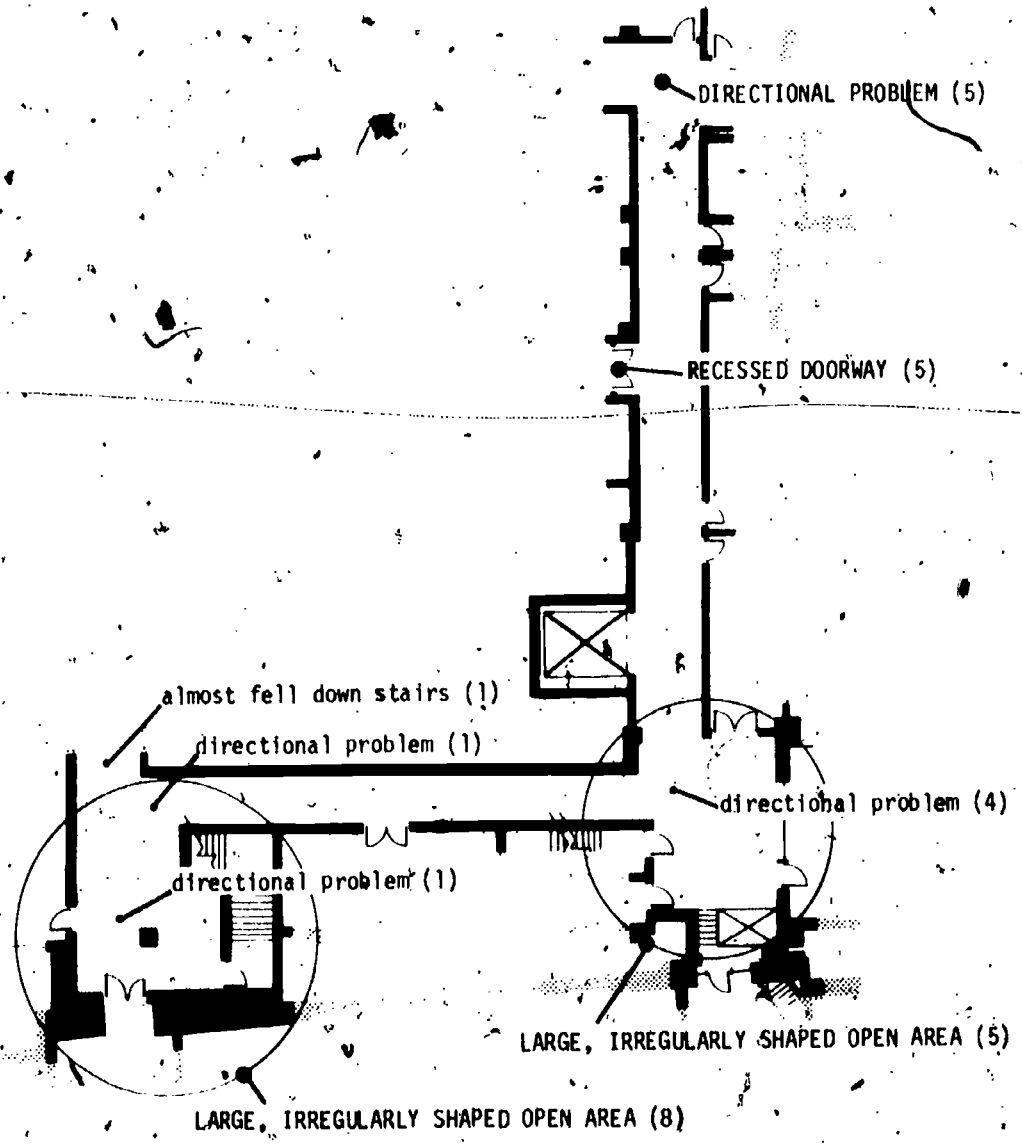 DIRECTIONAL PROBLEM (5)
RECESSED DOORWAY (5)
almost fell down stairs (1)
directional problem (1)
directional problem (4)
directional problem (1)
LARGE, IRREGULARLY SHAPED OPEN AREA (5)
LARGE, IRREGULARLY SHAPED OPEN AREA (8)